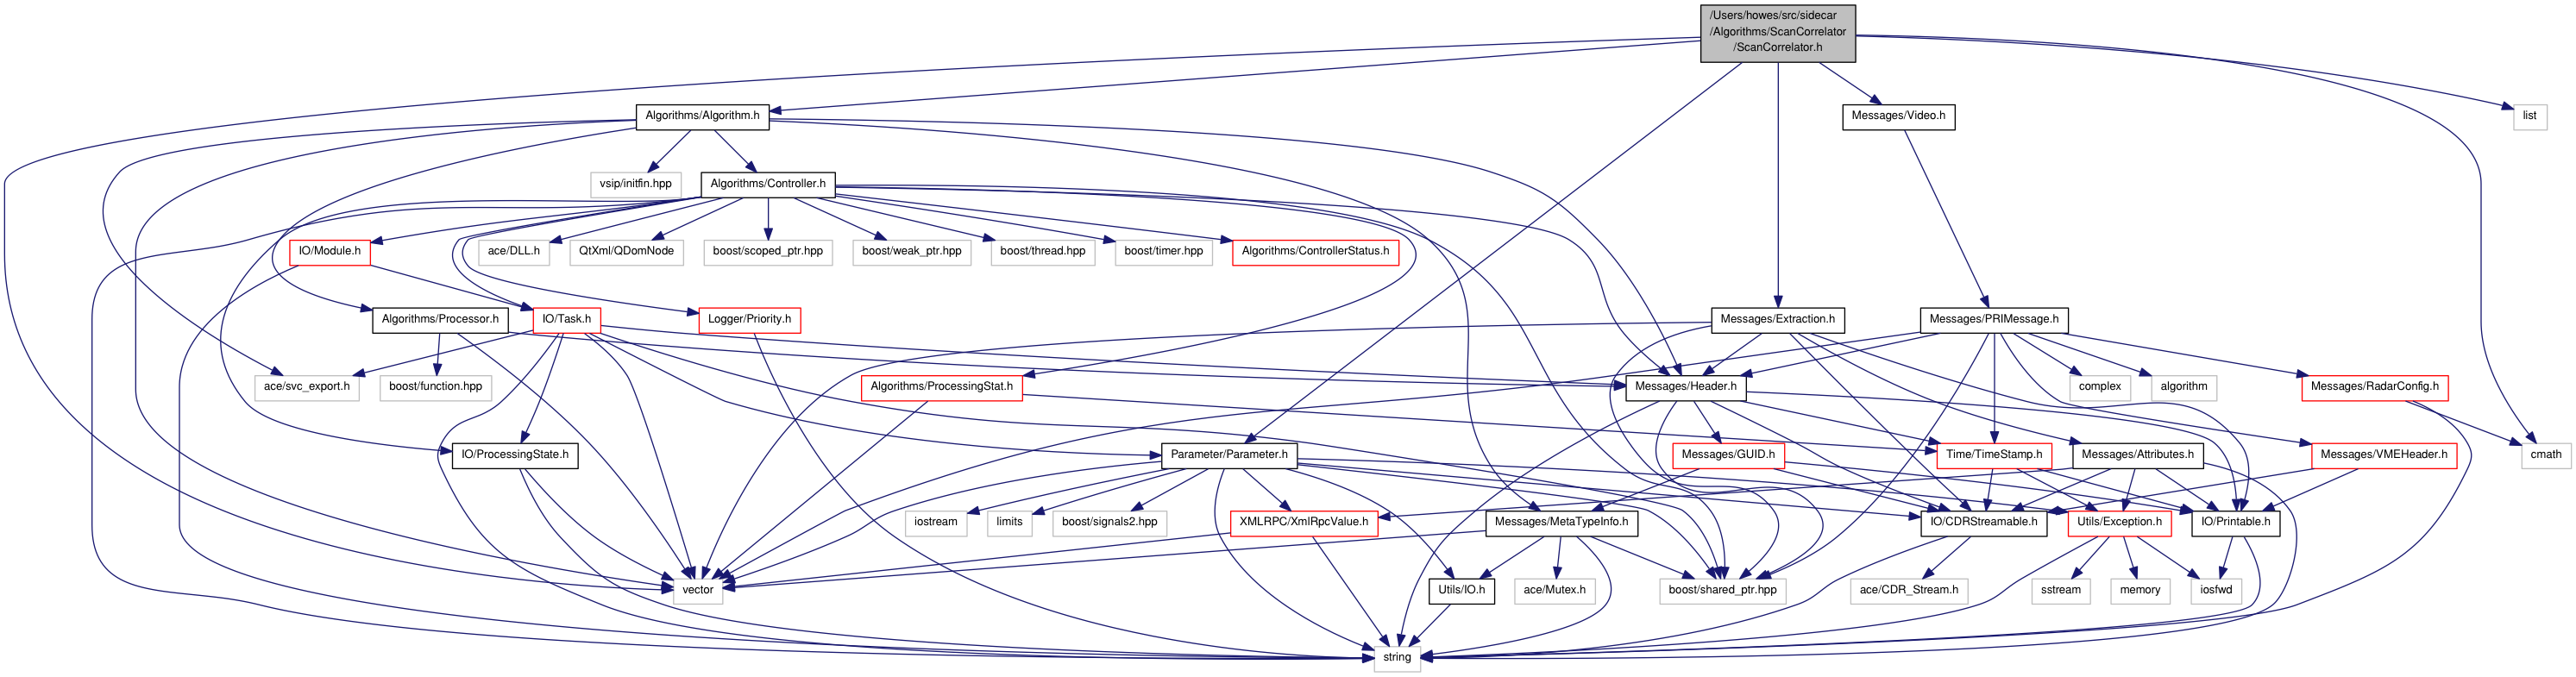 /Users/howes/src/sidecar
/Algorithms/ScanCorrelator
/ScanCorrelator.h
Algorithms/Algorithm.h
Messages/Video.h
list
vsip/initfin.hpp
Algorithms/Controller.h
IO/Module.h
ace/DLL.h
QtXml/QDomNode
boost/scoped_ptr.hpp
boost/weak_ptr.hpp
boost/thread.hpp
boost/timer.hpp
Algorithms/ControllerStatus.h
Algorithms/Processor.h
IO/Task.h
Logger/Priority.h
Messages/Extraction.h
Messages/PRIMessage.h
ace/svc_export.h
boost/function.hpp
Algorithms/ProcessingStat.h
Messages/Header.h
complex
algorithm
Messages/RadarConfig.h
IO/ProcessingState.h
Parameter/Parameter.h
Messages/GUID.h
Time/TimeStamp.h
Messages/Attributes.h
Messages/VMEHeader.h
cmath
iostream
limits
boost/signals2.hpp
XMLRPC/XmlRpcValue.h
Messages/MetaTypeInfo.h
IO/CDRStreamable.h
Utils/Exception.h
IO/Printable.h
vector
Utils/IO.h
ace/Mutex.h
boost/shared_ptr.hpp
ace/CDR_Stream.h
sstream
memory
iosfwd
string